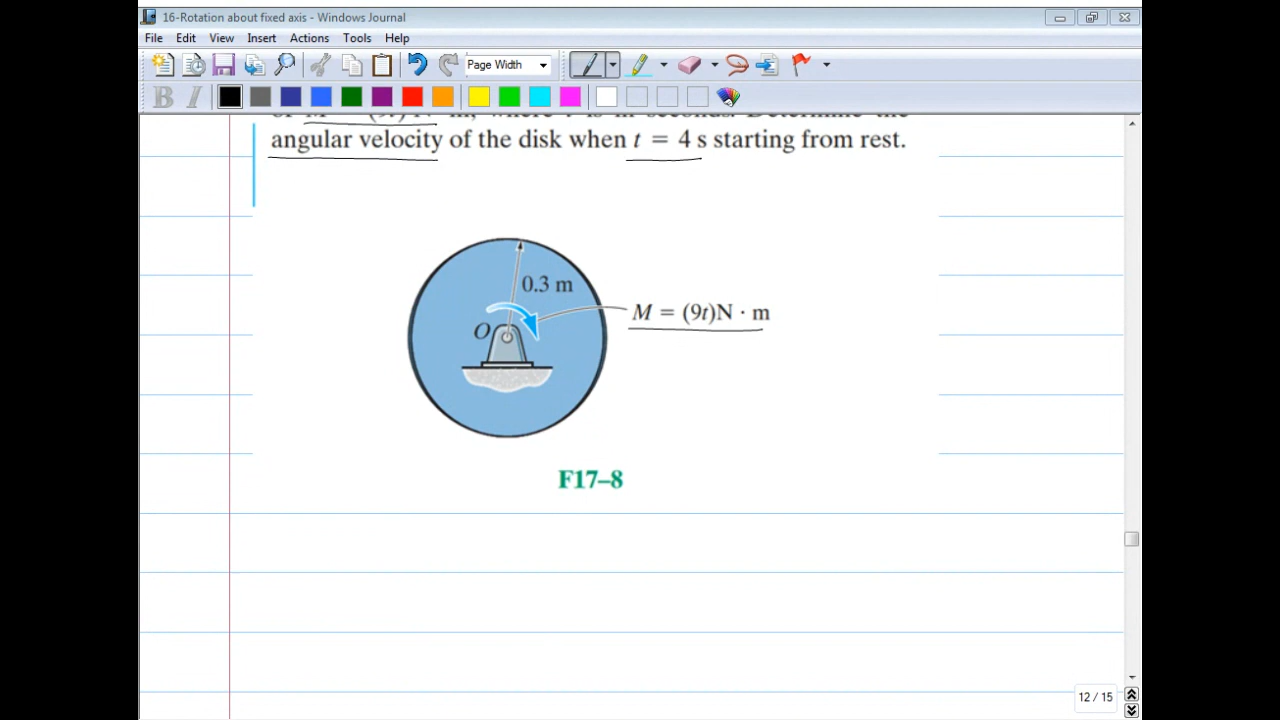 16-Rotation about fixed axis - Windows Journal
File Edit View Insert Actions Tools Help
Page Width
B I
angular velocity of the disk when t = 4 s starting from rest.
0.3 m
M = (9t)N · m
O
F17–8
12 / 15